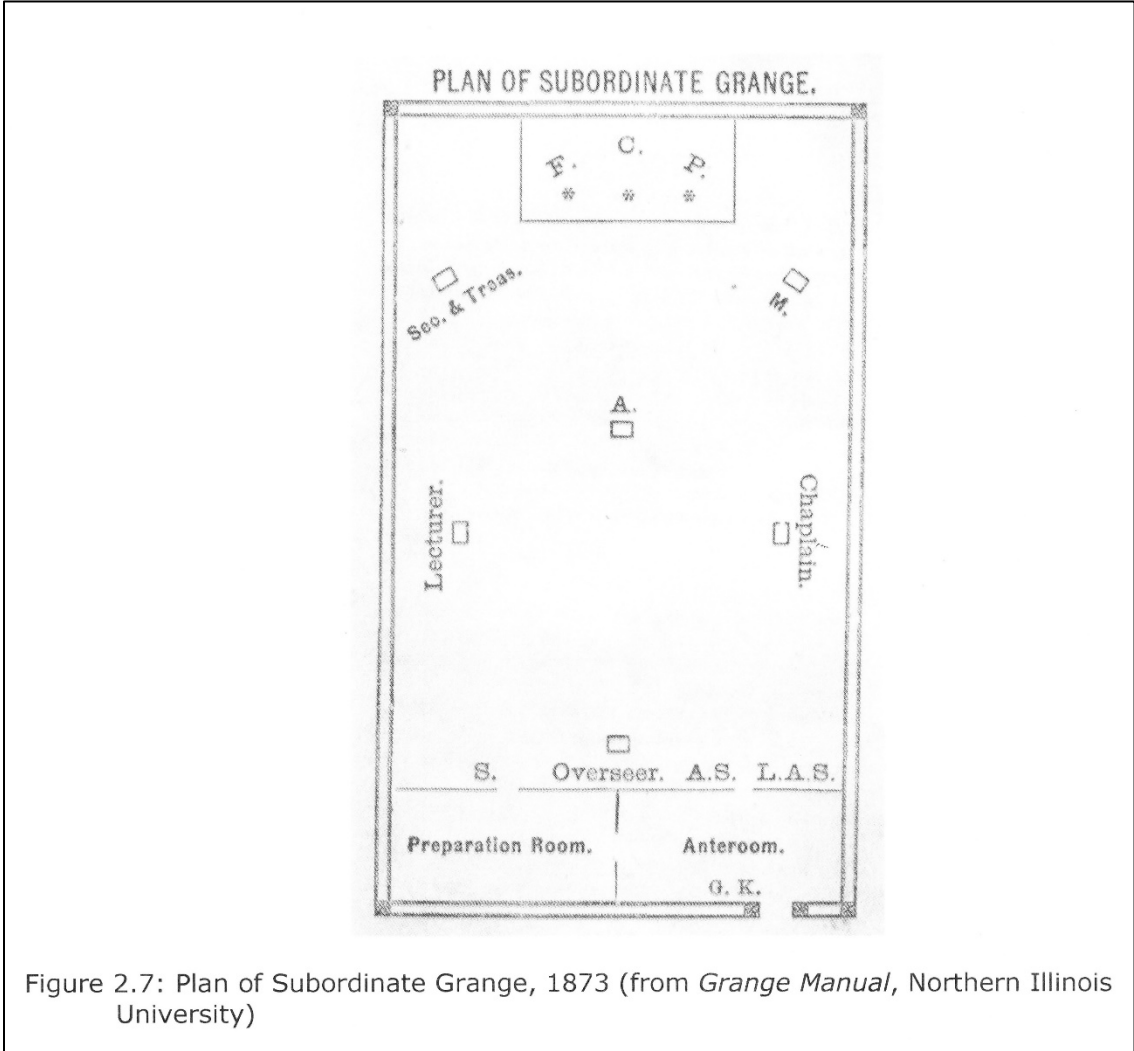 PLAN OF SUBORDINATE GRANGE.
F. C. P.
* * *
Sec. & Treas.
M.
A.
Lecturer.
Chaplain.
S. Overseer. A.S. L.A.S.
Preparation Room. Anteroom.
G. K.
Figure 2.7: Plan of Subordinate Grange, 1873 (from Grange Manual, Northern Illinois
University)